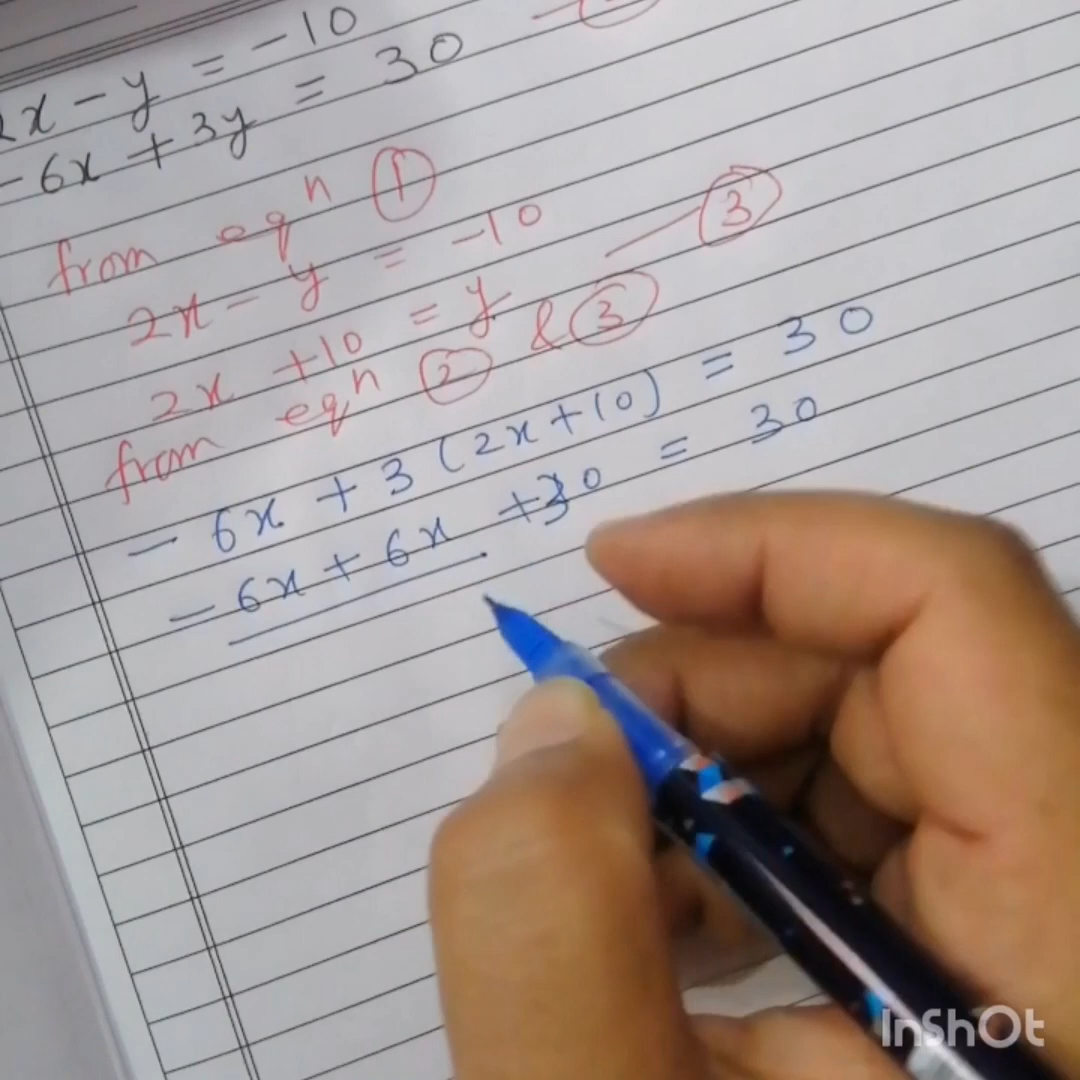 2x - y = -10
-6x + 3y = 30
from eqn ①
2x - y = -10
2x + 10 = y — ③
from eqn ② & ③
- 6x + 3 (2x + 10) = 30
- 6x + 6x + 30 = 30
InShOt